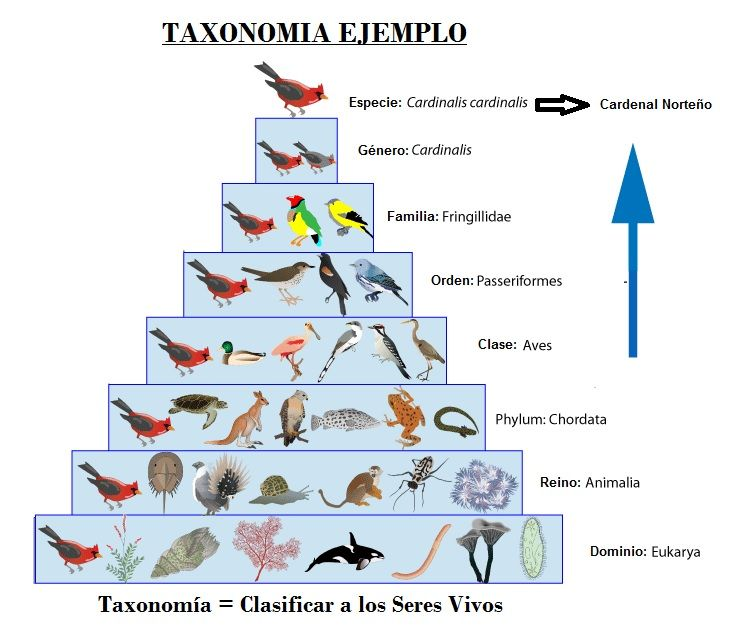 TAXONOMIA EJEMPLO
Especie: Cardinalis cardinalis
Cardenal Norteño
Género: Cardinalis
Familia: Fringillidae
Orden: Passeriformes
Clase: Aves
Phylum: Chordata
Reino: Animalia
Dominio: Eukarya
Taxonomía = Clasificar a los Seres Vivos